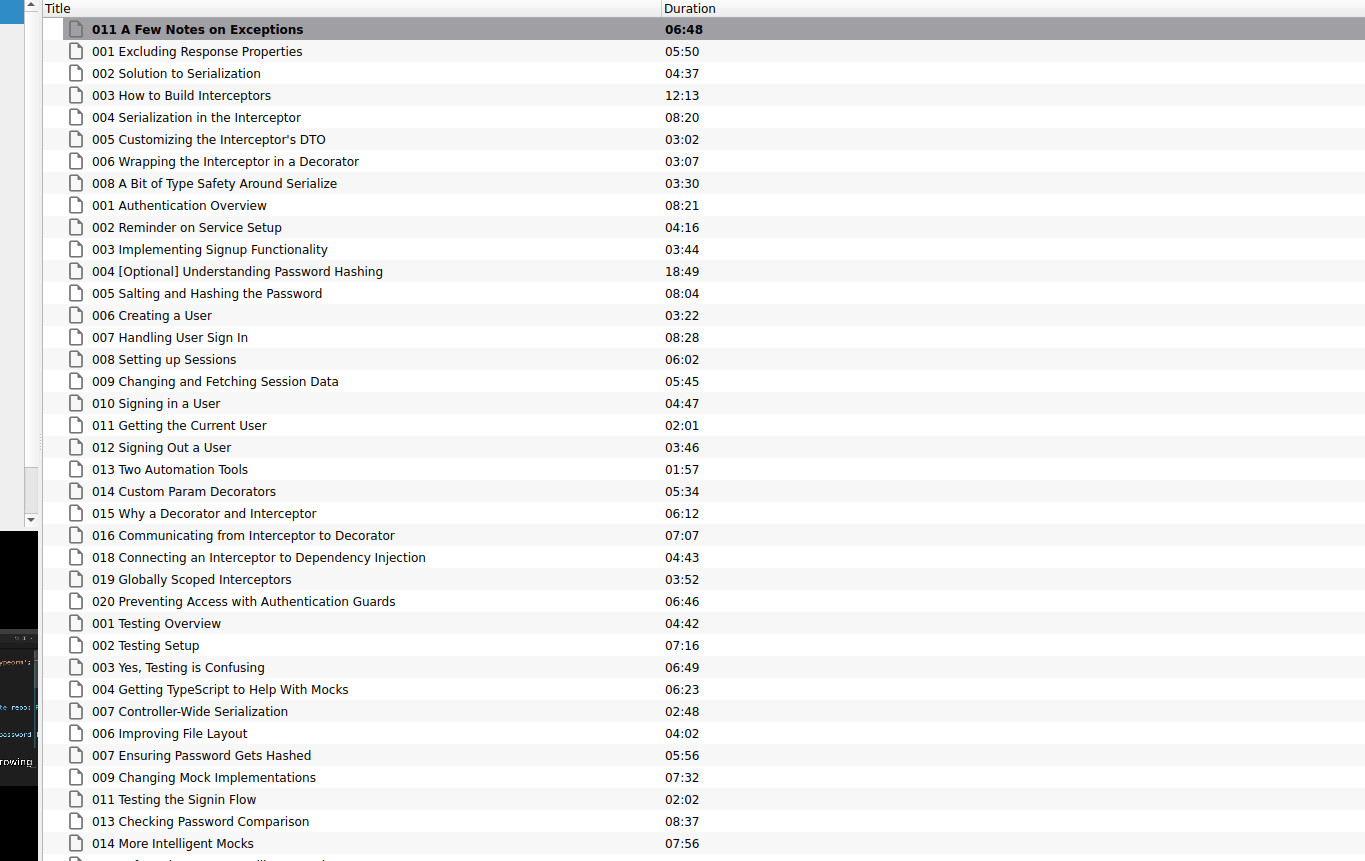 Title Duration
011 A Few Notes on Exceptions 06:48
001 Excluding Response Properties 05:50
002 Solution to Serialization 04:37
003 How to Build Interceptors 12:13
004 Serialization in the Interceptor 08:20
005 Customizing the Interceptor's DTO 03:02
006 Wrapping the Interceptor in a Decorator 03:07
008 A Bit of Type Safety Around Serialize 03:30
001 Authentication Overview 08:21
002 Reminder on Service Setup 04:16
003 Implementing Signup Functionality 03:44
004 [Optional] Understanding Password Hashing 18:49
005 Salting and Hashing the Password 08:04
006 Creating a User 03:22
007 Handling User Sign In 08:28
008 Setting up Sessions 06:02
009 Changing and Fetching Session Data 05:45
010 Signing in a User 04:47
011 Getting the Current User 02:01
012 Signing Out a User 03:46
013 Two Automation Tools 01:57
014 Custom Param Decorators 05:34
015 Why a Decorator and Interceptor 06:12
016 Communicating from Interceptor to Decorator 07:07
018 Connecting an Interceptor to Dependency Injection 04:43
019 Globally Scoped Interceptors 03:52
020 Preventing Access with Authentication Guards 06:46
001 Testing Overview 04:42
002 Testing Setup 07:16
003 Yes, Testing is Confusing 06:49
004 Getting TypeScript to Help With Mocks 06:23
007 Controller-Wide Serialization 02:48
006 Improving File Layout 04:02
007 Ensuring Password Gets Hashed 05:56
009 Changing Mock Implementations 07:32
011 Testing the Signin Flow 02:02
013 Checking Password Comparison 08:37
014 More Intelligent Mocks 07:56
ypeorm';
te repo:
password
rowing